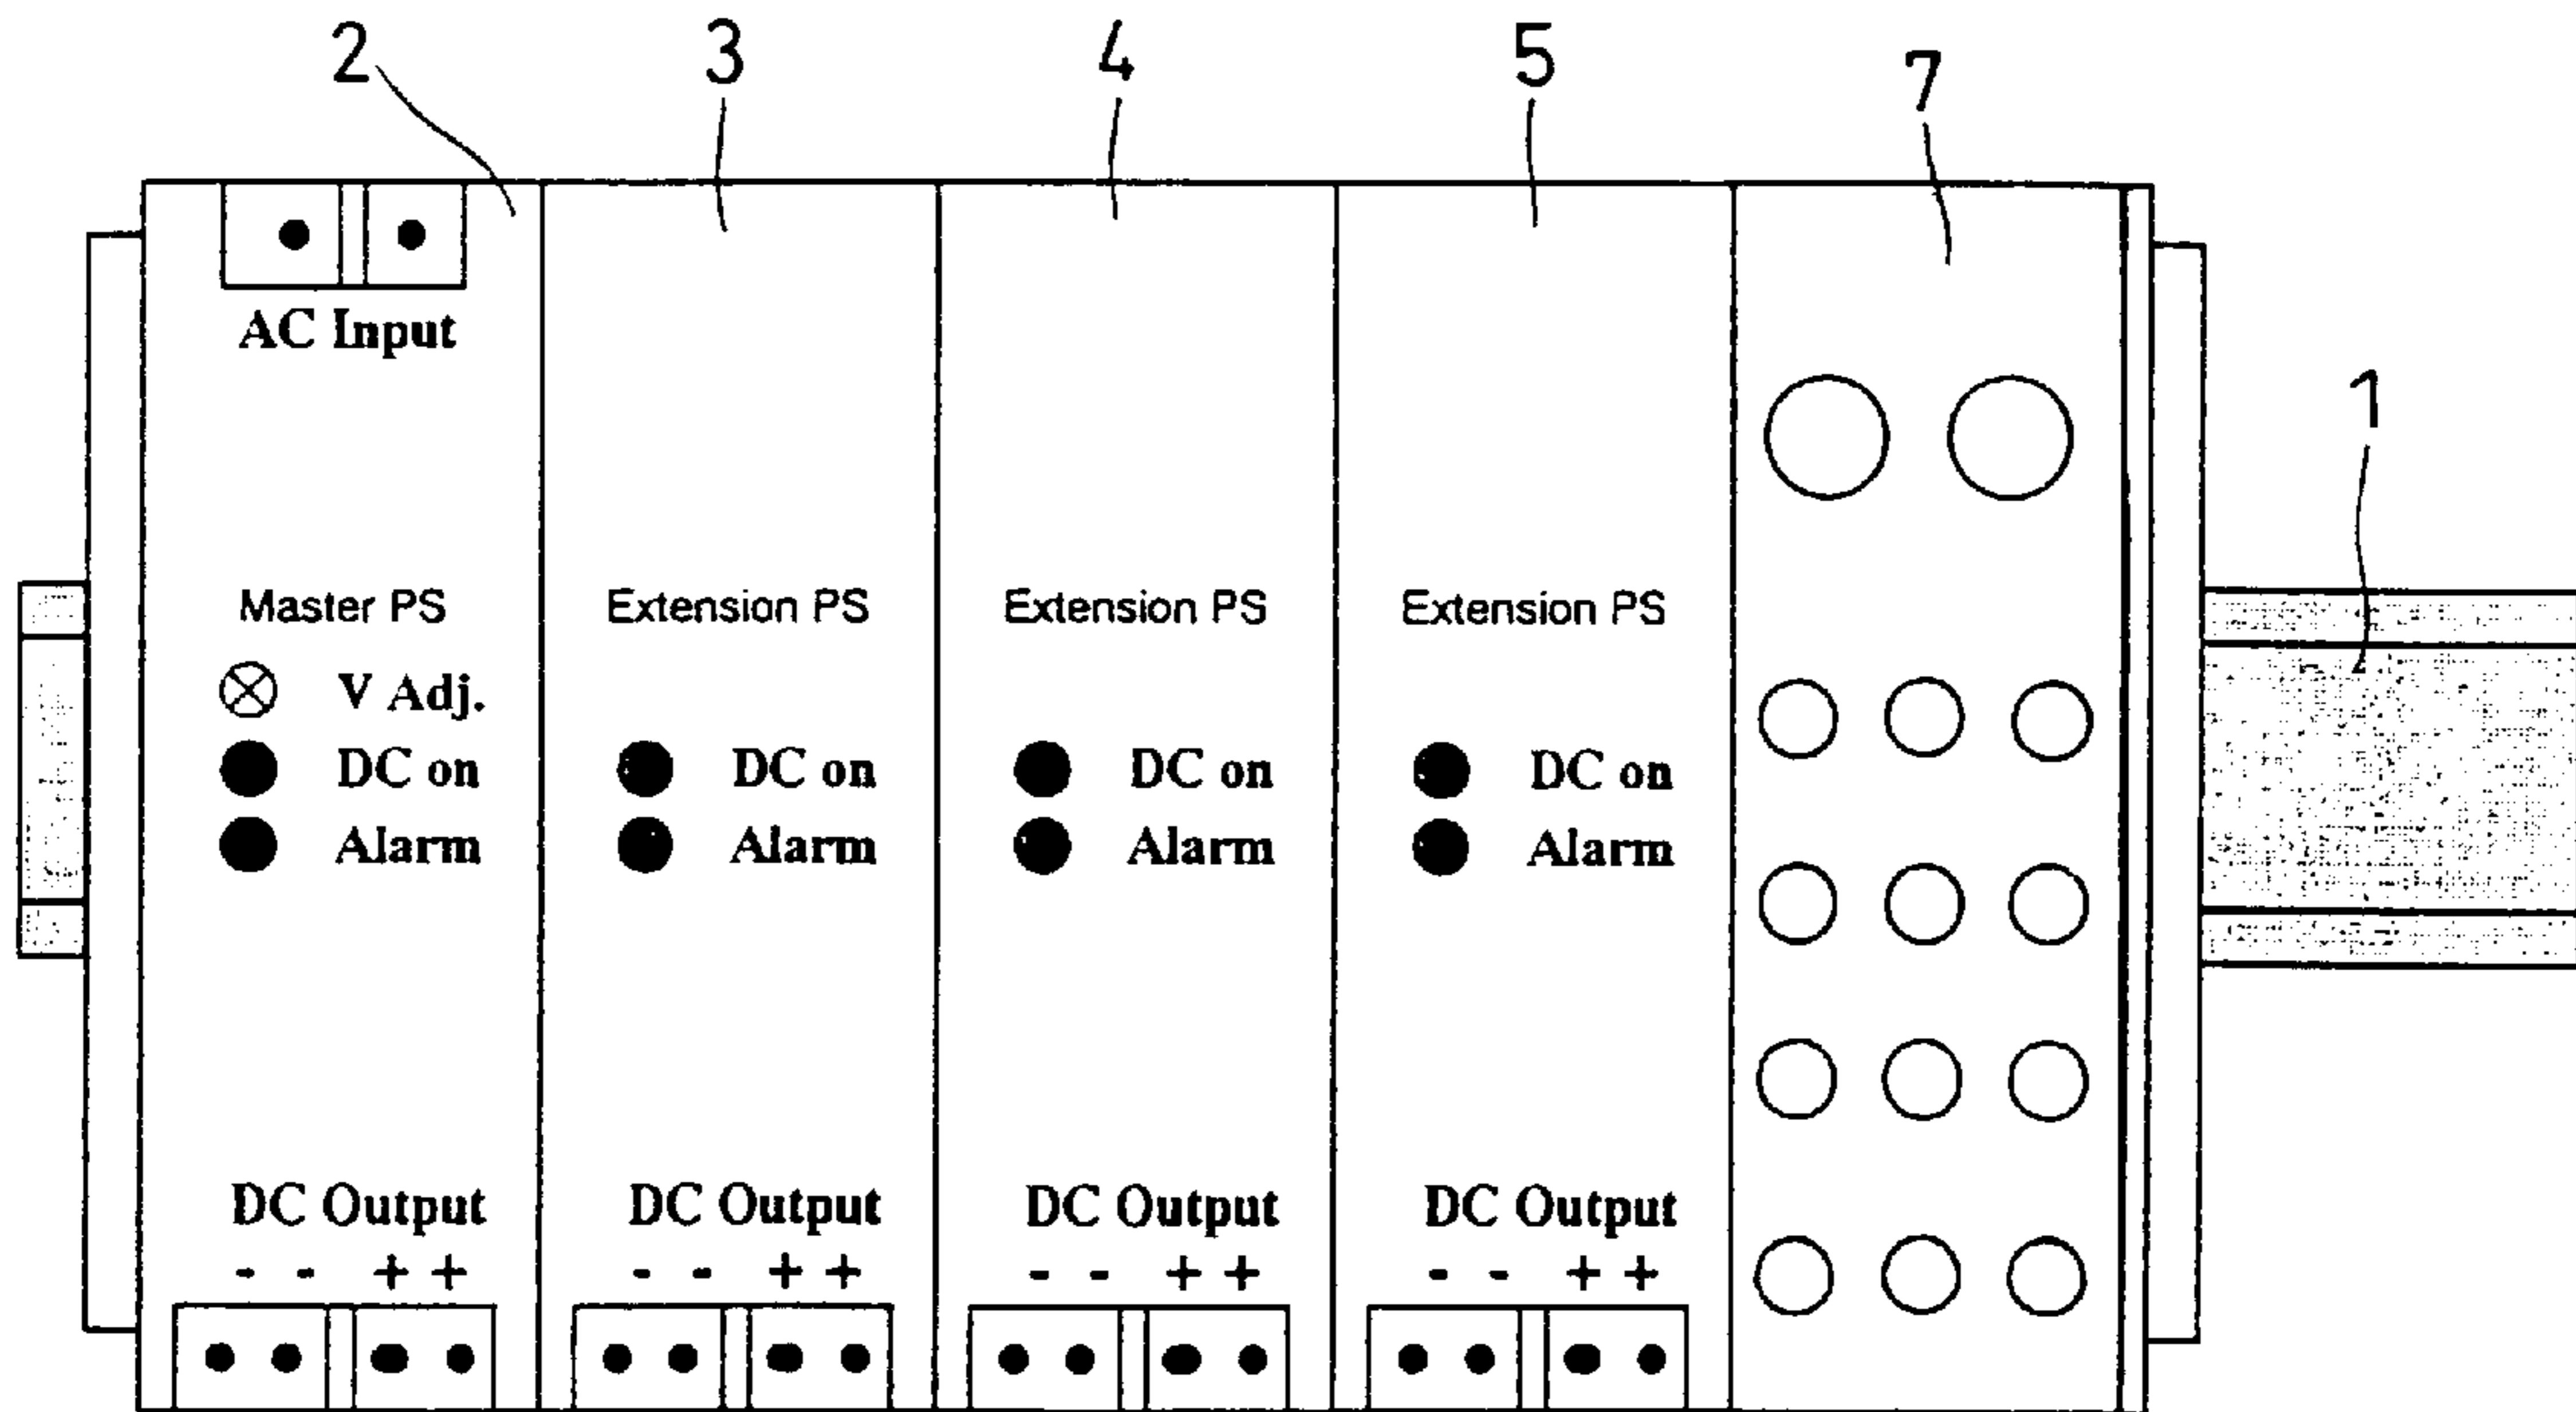 2 3 4 5 7
1
AC Input
Master PS
V Adj.
DC on
Alarm
DC Output
- - + +
Extension PS
DC on
Alarm
DC Output
- - + +
Extension PS
DC on
Alarm
DC Output
- - + +
Extension PS
DC on
Alarm
DC Output
- - + +